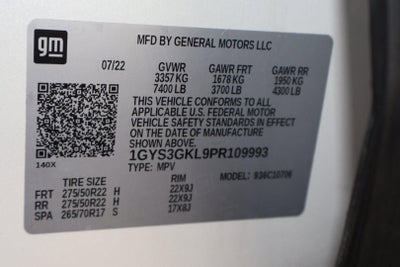 gm
MFD BY GENERAL MOTORS LLC
07/22 GVWR GAWR FRT GAWR RR
3357 KG 1678 KG 1950 KG
7400 LB 3700 LB 4300 LB
THIS VEHICLE CONFORMS TO ALL
APPLICABLE U.S. FEDERAL MOTOR
VEHICLE SAFETY STANDARDS IN EFFECT
ON THE DATE OF MANUFACTURE
SHOWN ABOVE.
140X 1GYS3GKL9PR109993
TYPE: MPV MODEL: 936C10706
TIRE SIZE RIM
FRT 275/50R22 H 22X9J
RR 275/50R22 H 22X9J
SPA 265/70R17 S 17X8J